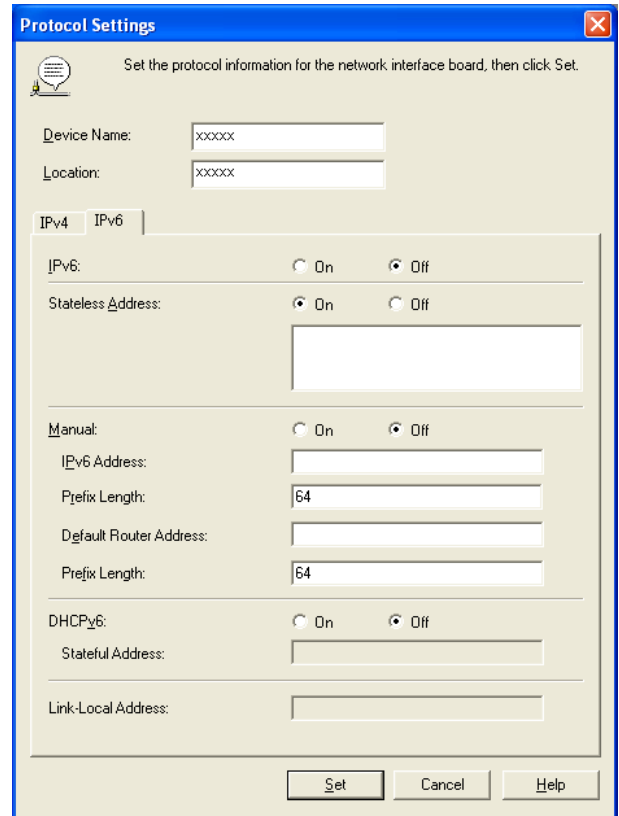 Protocol Settings
Set the protocol information for the network interface board, then click Set.
Device Name: xxxxx
Location: xxxxx
IPv4 IPv6
IPv6: On Off
Stateless Address: On Off
Manual: On Off
IPv6 Address:
Prefix Length: 64
Default Router Address:
Prefix Length: 64
DHCPv6: On Off
Stateful Address:
Link-Local Address:
Set Cancel Help